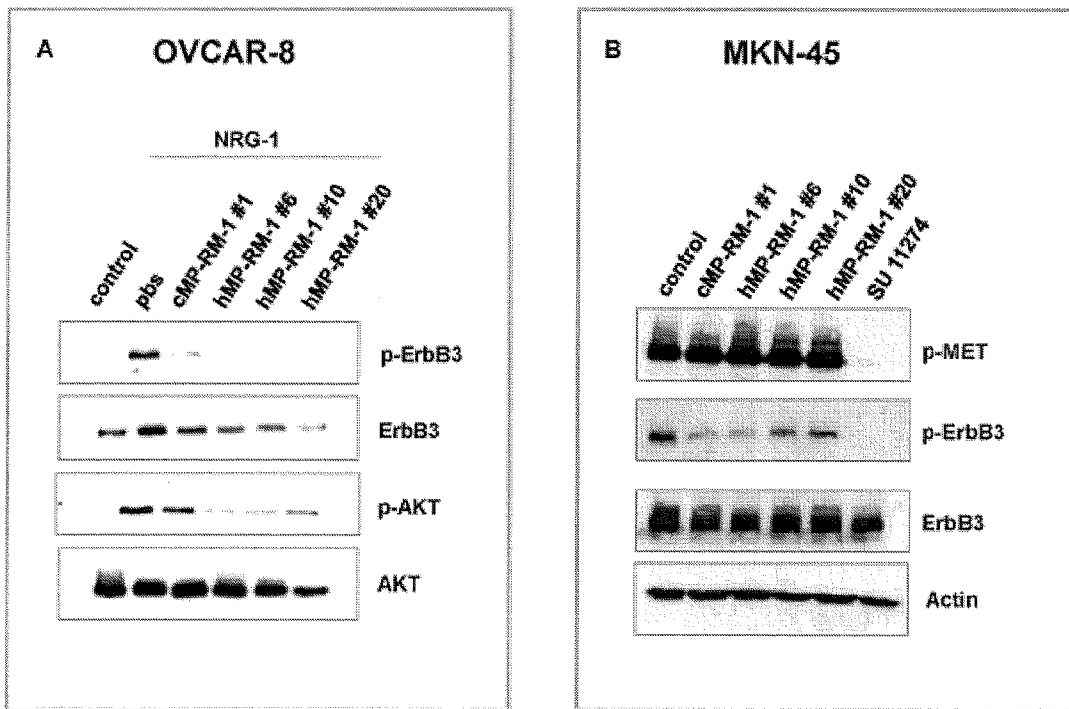 A
OVCAR-8
NRG-1
control
pbs
cMP-RM-1 #1
hMP-RM-1 #6
hMP-RM-1 #10
hMP-RM-1 #20
p-ErbB3
ErbB3
p-AKT
AKT
B
MKN-45
control
cMP-RM-1 #1
hMP-RM-1 #6
hMP-RM-1 #10
hMP-RM-1 #20
SU 11274
p-MET
p-ErbB3
ErbB3
Actin